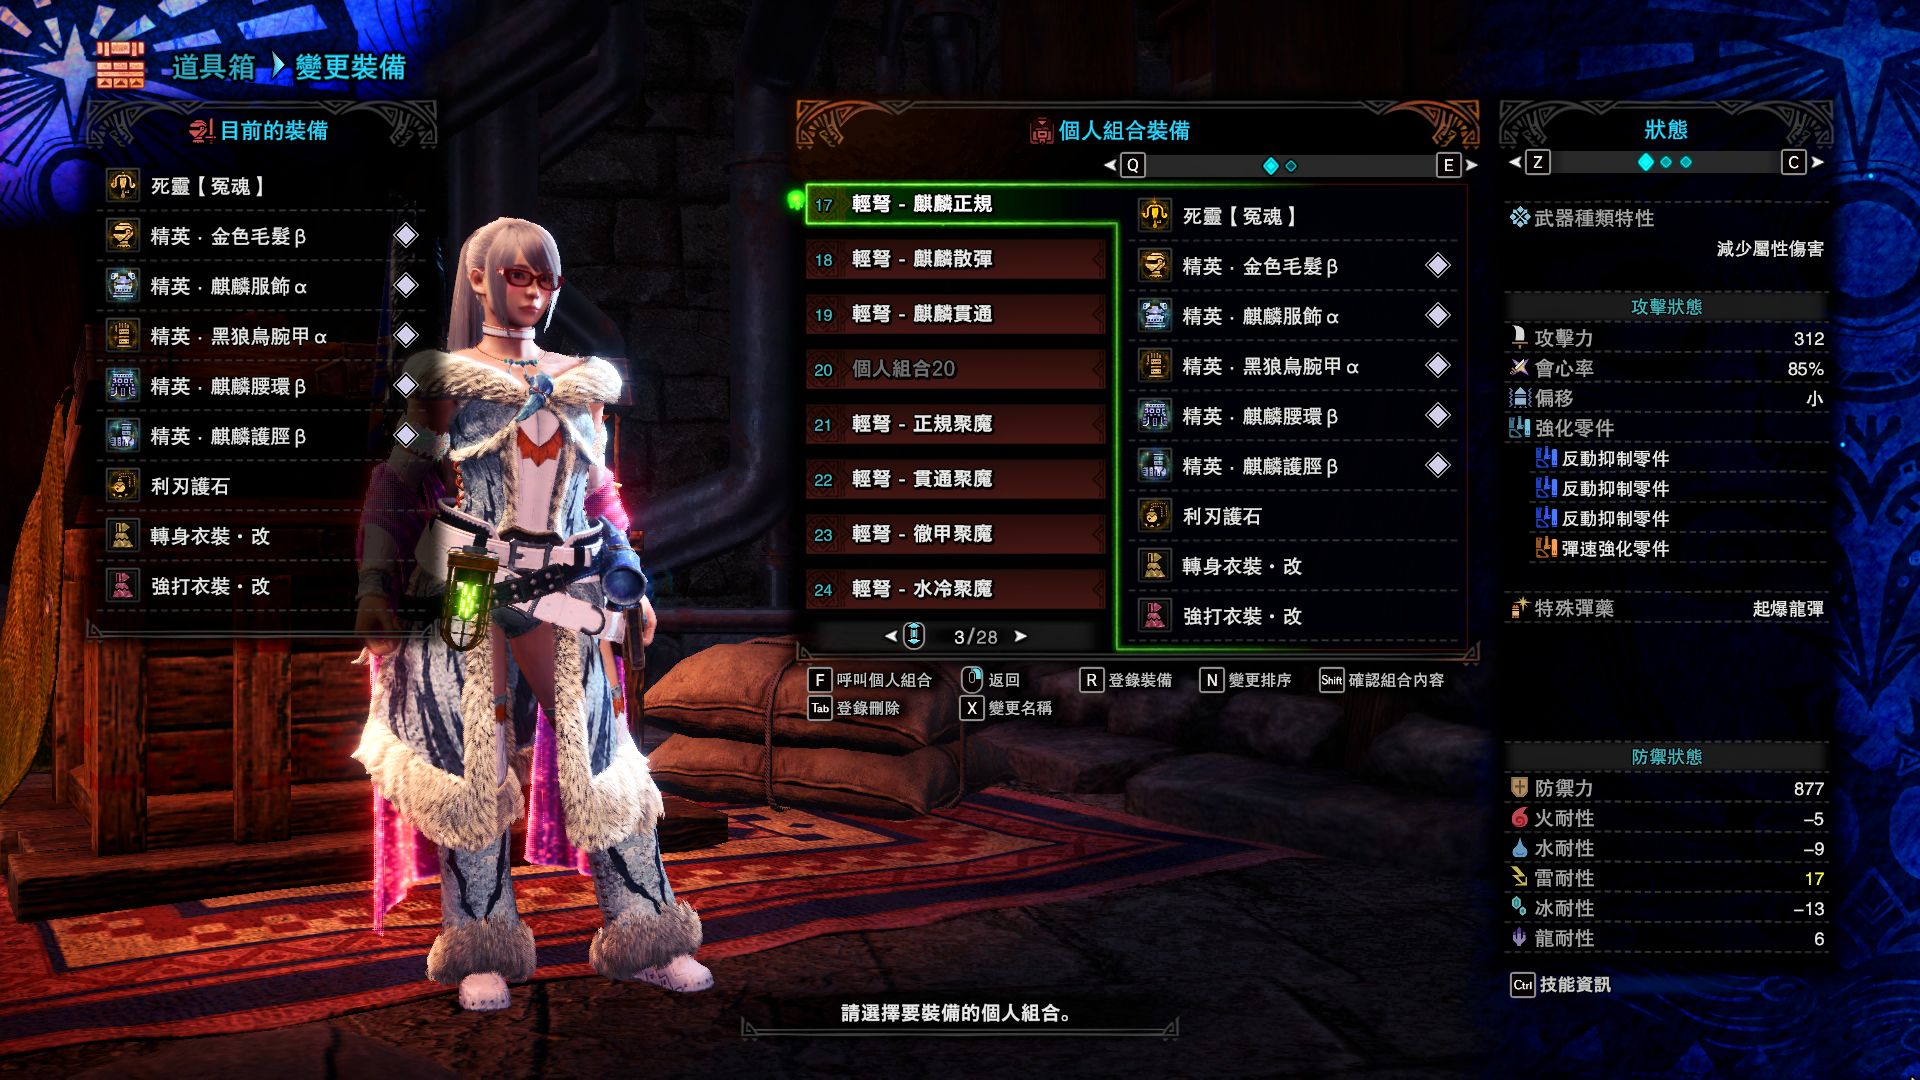 道具箱 變更裝備
目前的裝備
死靈【冤魂】
精英．金色毛髮β
精英．麒麟服飾α
精英．黑狼鳥腕甲α
精英．麒麟腰環β
精英．麒麟護脛β
利刃護石
轉身衣裝・改
強打衣裝・改
個人組合裝備
Q
E
17 輕弩 - 麒麟正規
18 輕弩 - 麒麟散彈
19 輕弩 - 麒麟貫通
20 個人組合20
21 輕弩 - 正規聚魔
22 輕弩 - 貫通聚魔
23 輕弩 - 徹甲聚魔
24 輕弩 - 水冷聚魔
3/28
死靈【冤魂】
精英．金色毛髮β
精英．麒麟服飾α
精英．黑狼鳥腕甲α
精英．麒麟腰環β
精英．麒麟護脛β
利刃護石
轉身衣裝・改
強打衣裝・改
F 呼叫個人組合 返回 R 登錄裝備 N 變更排序 Shift 確認組合內容
Tab 登錄刪除 X 變更名稱
狀態
Z
C
武器種類特性
減少屬性傷害
攻擊狀態
攻擊力 312
會心率 85%
偏移 小
強化零件
反動抑制零件
反動抑制零件
反動抑制零件
彈速強化零件
特殊彈藥 起爆龍彈
防禦狀態
防禦力 877
火耐性 -5
水耐性 -9
雷耐性 17
冰耐性 -13
龍耐性 6
Ctrl 技能資訊
請選擇要裝備的個人組合。